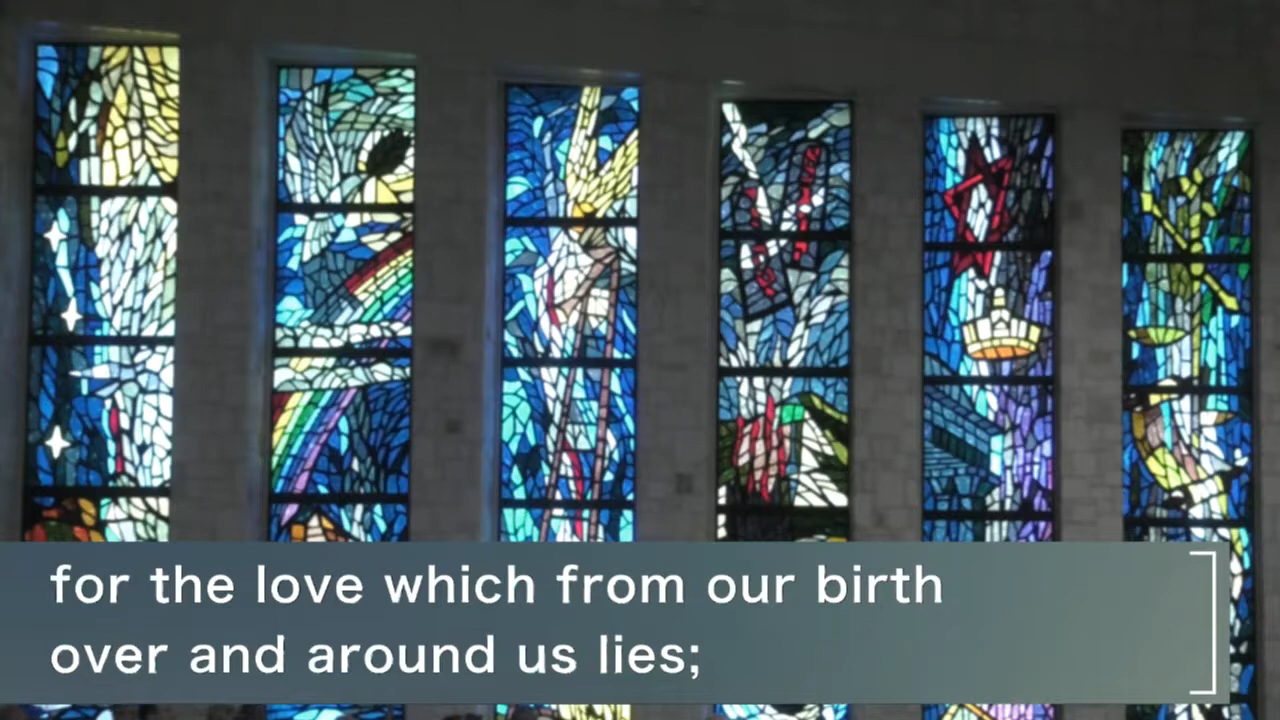 for the love which from our birth
over and around us lies;